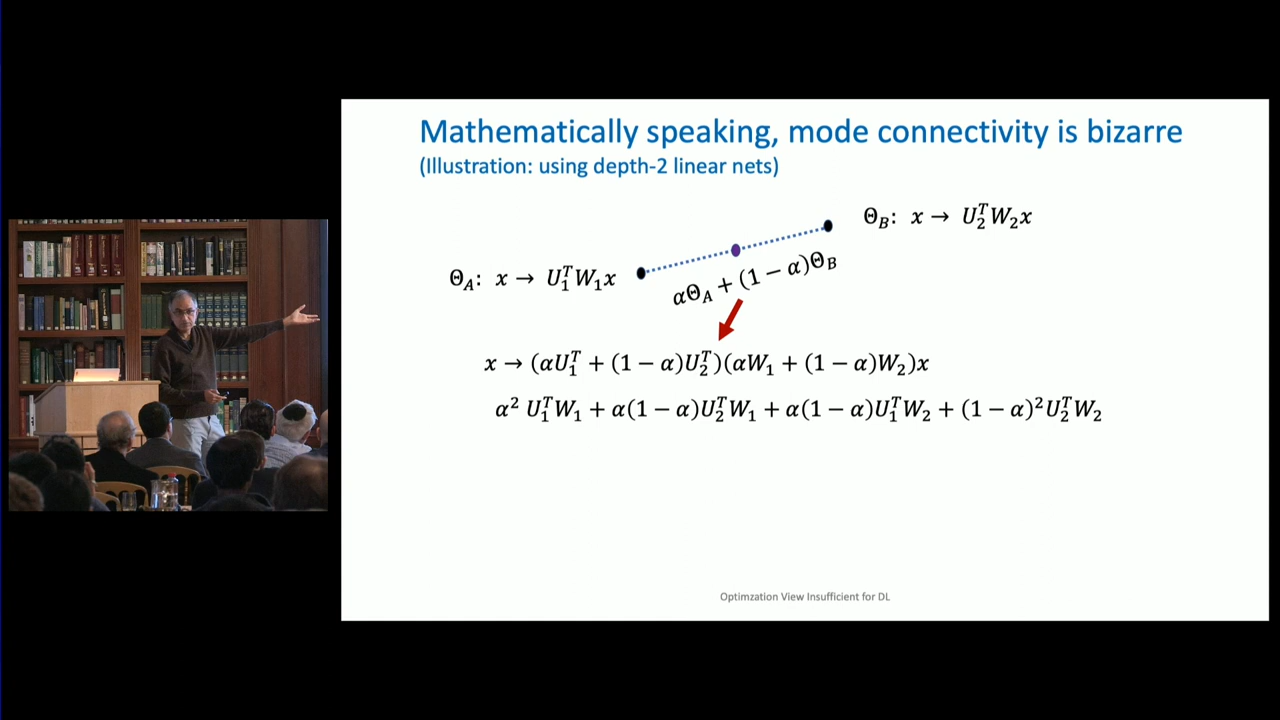 Mathematically speaking, mode connectivity is bizarre
(Illustration: using depth-2 linear nets)
Θ_B: x → U_2^T W_2 x
Θ_A: x → U_1^T W_1 x
αΘ_A + (1 − α)Θ_B
x → (αU_1^T + (1 − α)U_2^T)(αW_1 + (1 − α)W_2)x
α² U_1^T W_1 + α(1 − α)U_2^T W_1 + α(1 − α)U_1^T W_2 + (1 − α)² U_2^T W_2
Optimzation View Insufficient for DL